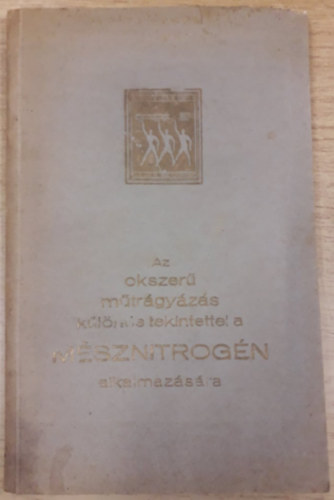 Az
okszerű
műtrágyázás
különös tekintettel a
MÉSZNITROGÉN
alkalmazására